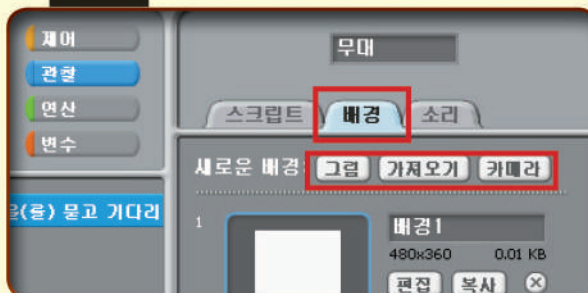 제어
관찰
연산
변수
을(를) 묻고 기다리
무대
스크립트 배경 소리
새로운 배경: 그림 가져오기 카메라
1
배경1
480x360 0.01 KB
편집 복사